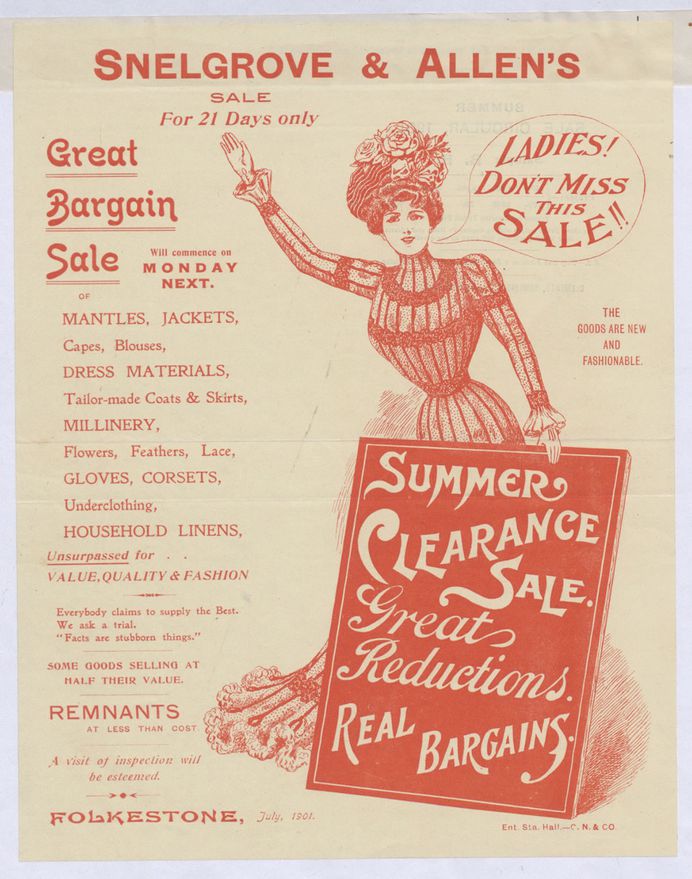 SNELGROVE & ALLEN'S
SALE
For 21 Days only
Great
Bargain
Sale
Will commence on
MONDAY
NEXT.
OF
MANTLES, JACKETS,
Capes, Blouses,
DRESS MATERIALS,
Tailor-made Coats & Skirts,
MILLINERY,
Flowers, Feathers, Lace,
GLOVES, CORSETS,
Underclothing,
HOUSEHOLD LINENS,
Unsurpassed for . .
VALUE, QUALITY & FASHION
Everybody claims to supply the Best.
We ask a trial.
"Facts are stubborn things."
SOME GOODS SELLING AT
HALF THEIR VALUE.
REMNANTS
AT LESS THAN COST.
A visit of inspection will
be esteemed.
FOLKESTONE, July, 1901.
LADIES!
DON'T MISS
THIS
SALE!!
THE
GOODS ARE NEW
AND
FASHIONABLE.
SUMMER
CLEARANCE
SALE.
Great
Reductions.
REAL
BARGAINS.
Ent. Sta. Hall.—C. N. & CO.